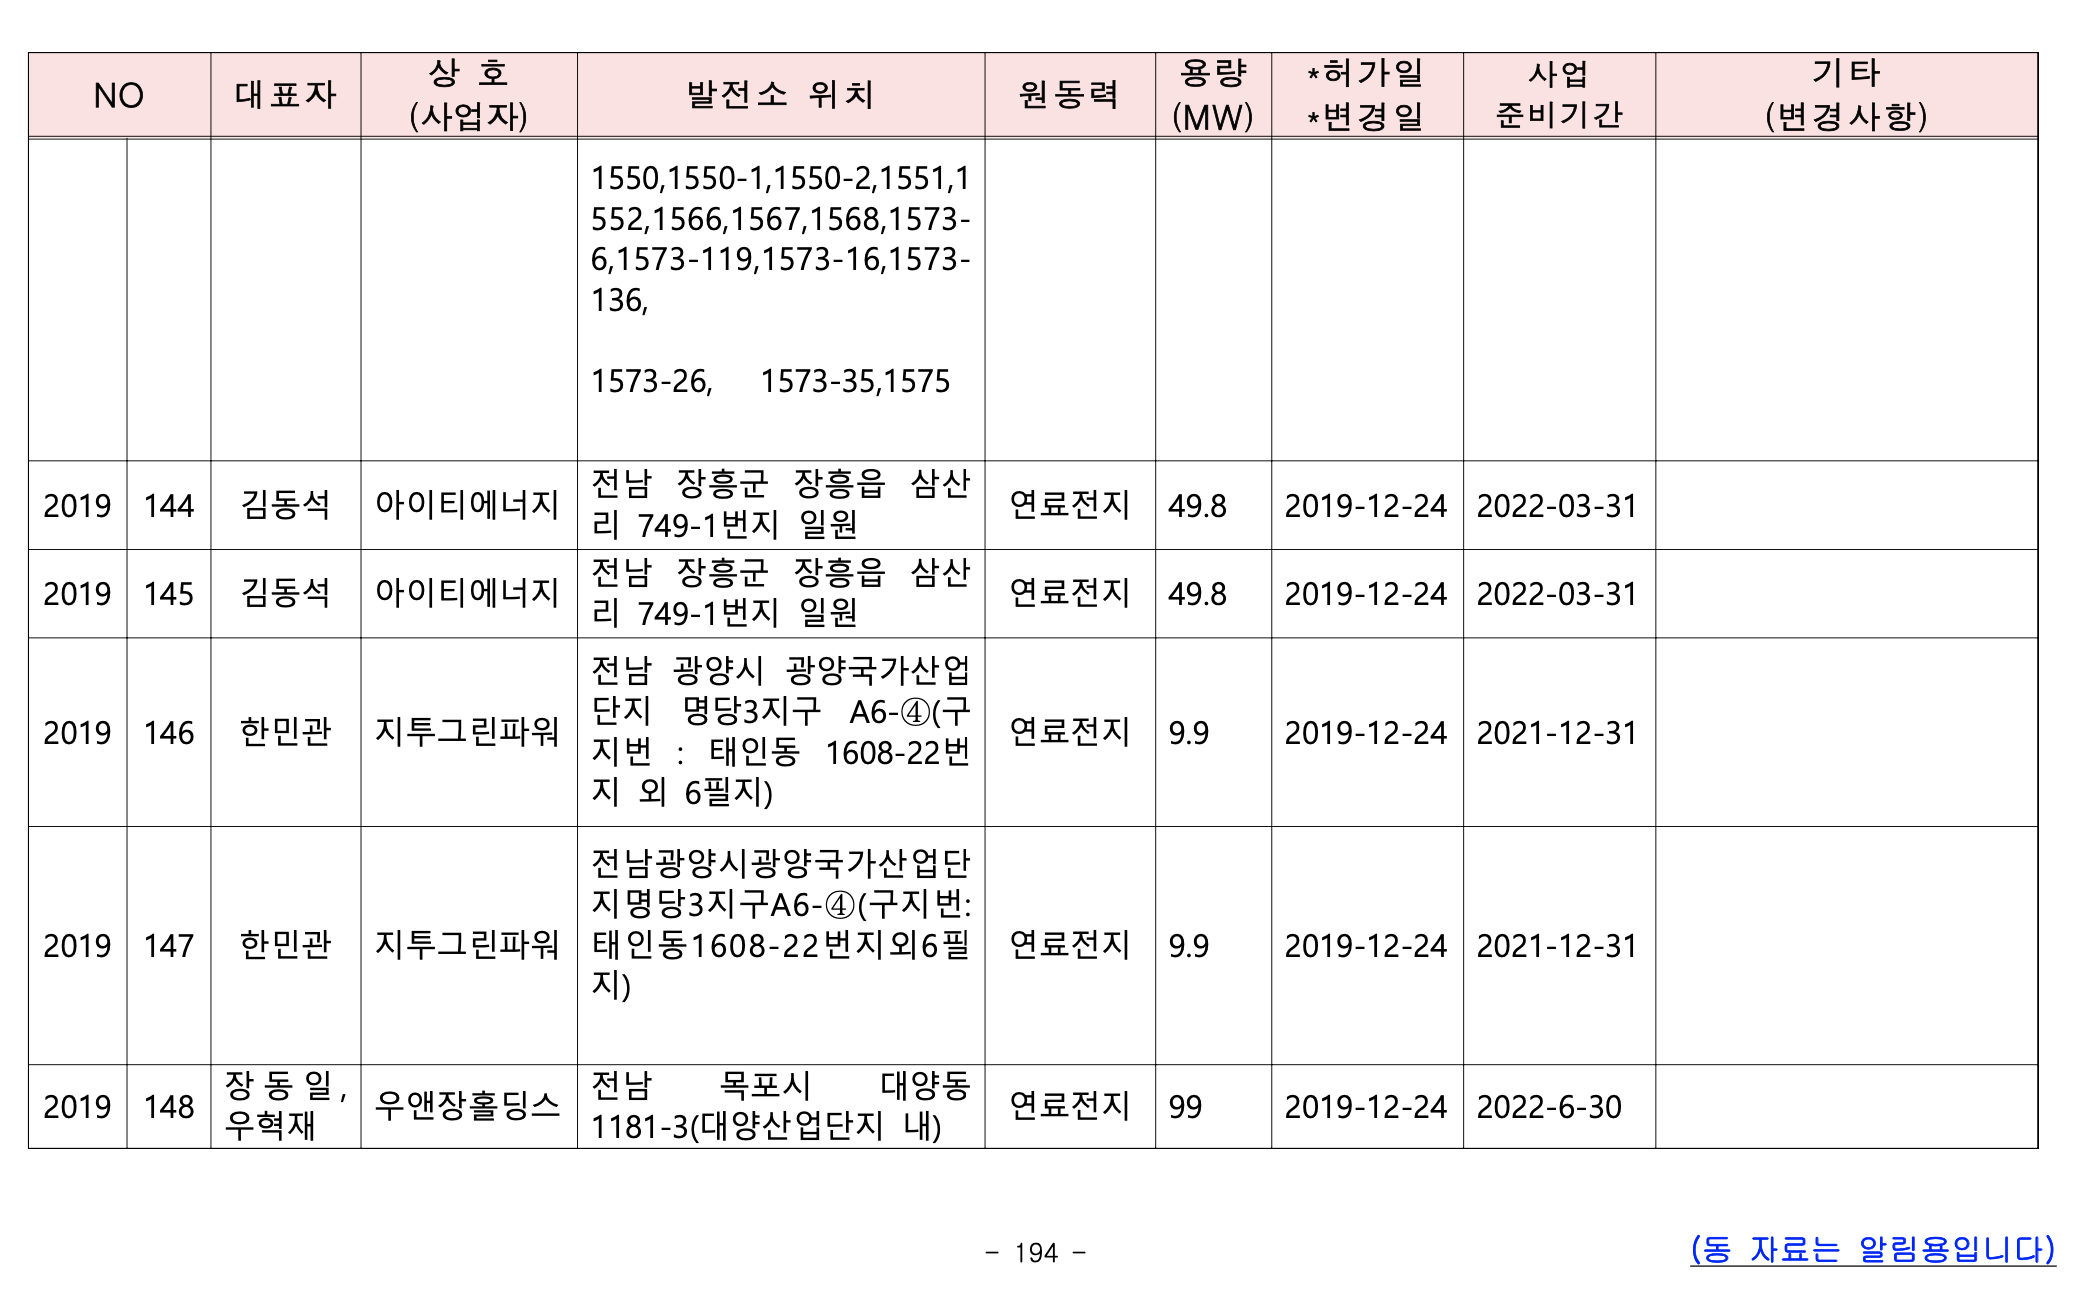 NO 대표자 상 호 발전소 위치 원동력 용량 *허가일 사업 기타
(사업자) (MW) *변경일 준비기간 (변경사항)
1550,1550-1,1550-2,1551,1
552,1566,1567,1568,1573-
6,1573-119,1573-16,1573-
136,
1573-26, 1573-35,1575
2019 144 김동석 아이티에너지 전남 장흥군 장흥읍 삼산 연료전지 49.8 2019-12-24 2022-03-31
리 749-1번지 일원
2019 145 김동석 아이티에너지 전남 장흥군 장흥읍 삼산 연료전지 49.8 2019-12-24 2022-03-31
리 749-1번지 일원
2019 146 한민관 지투그린파워 전남 광양시 광양국가산업 연료전지 9.9 2019-12-24 2021-12-31
단지 명당3지구 A6-④(구
지번 : 태인동 1608-22번
지 외 6필지)
2019 147 한민관 지투그린파워 전남광양시광양국가산업단 연료전지 9.9 2019-12-24 2021-12-31
지명당3지구A6-④(구지번:
태인동1608-22번지외6필
지)
2019 148 장동일, 우앤장홀딩스 전남 목포시 대양동 연료전지 99 2019-12-24 2022-6-30
우혁재 1181-3(대양산업단지 내)
- 194 -
(동 자료는 알림용입니다)